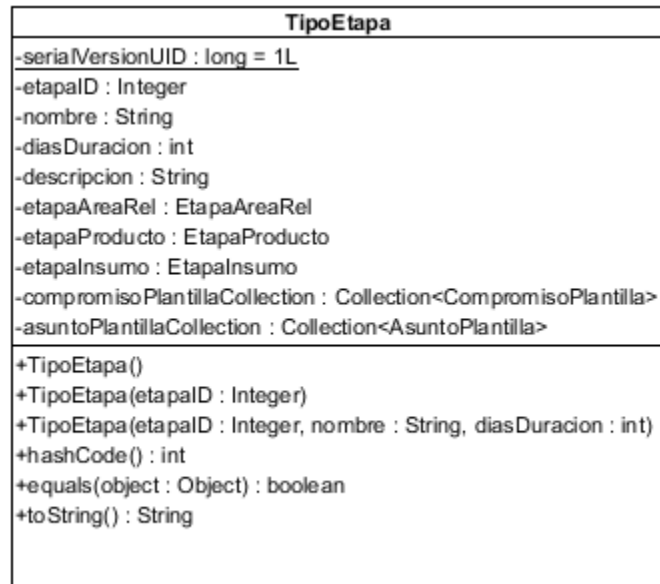 TipoEtapa
-serialVersionUID : long = 1L
-etapaID : Integer
-nombre : String
-diasDuracion : int
-descripcion : String
-etapaAreaRel : EtapaAreaRel
-etapaProducto : EtapaProducto
-etapaInsumo : EtapaInsumo
-compromisoPlantillaCollection : Collection<CompromisoPlantilla>
-asuntoPlantillaCollection : Collection<AsuntoPlantilla>
+TipoEtapa()
+TipoEtapa(etapaID : Integer)
+TipoEtapa(etapaID : Integer, nombre : String, diasDuracion : int)
+hashCode() : int
+equals(object : Object) : boolean
+toString() : String